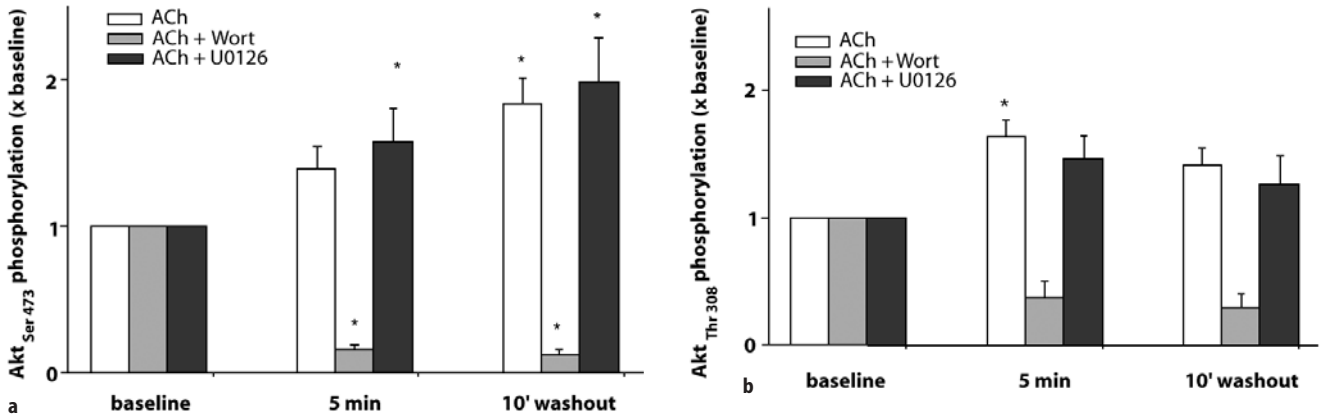 ACh
ACh + Wort
ACh + U0126
Akt Ser 473 phosphorylation (x baseline)
2
1
0
*
*
*
*
*
baseline
5 min
10' washout
a
ACh
ACh + Wort
ACh + U0126
Akt Thr 308 phosphorylation (x baseline)
2
1
0
*
baseline
5 min
10' washout
b